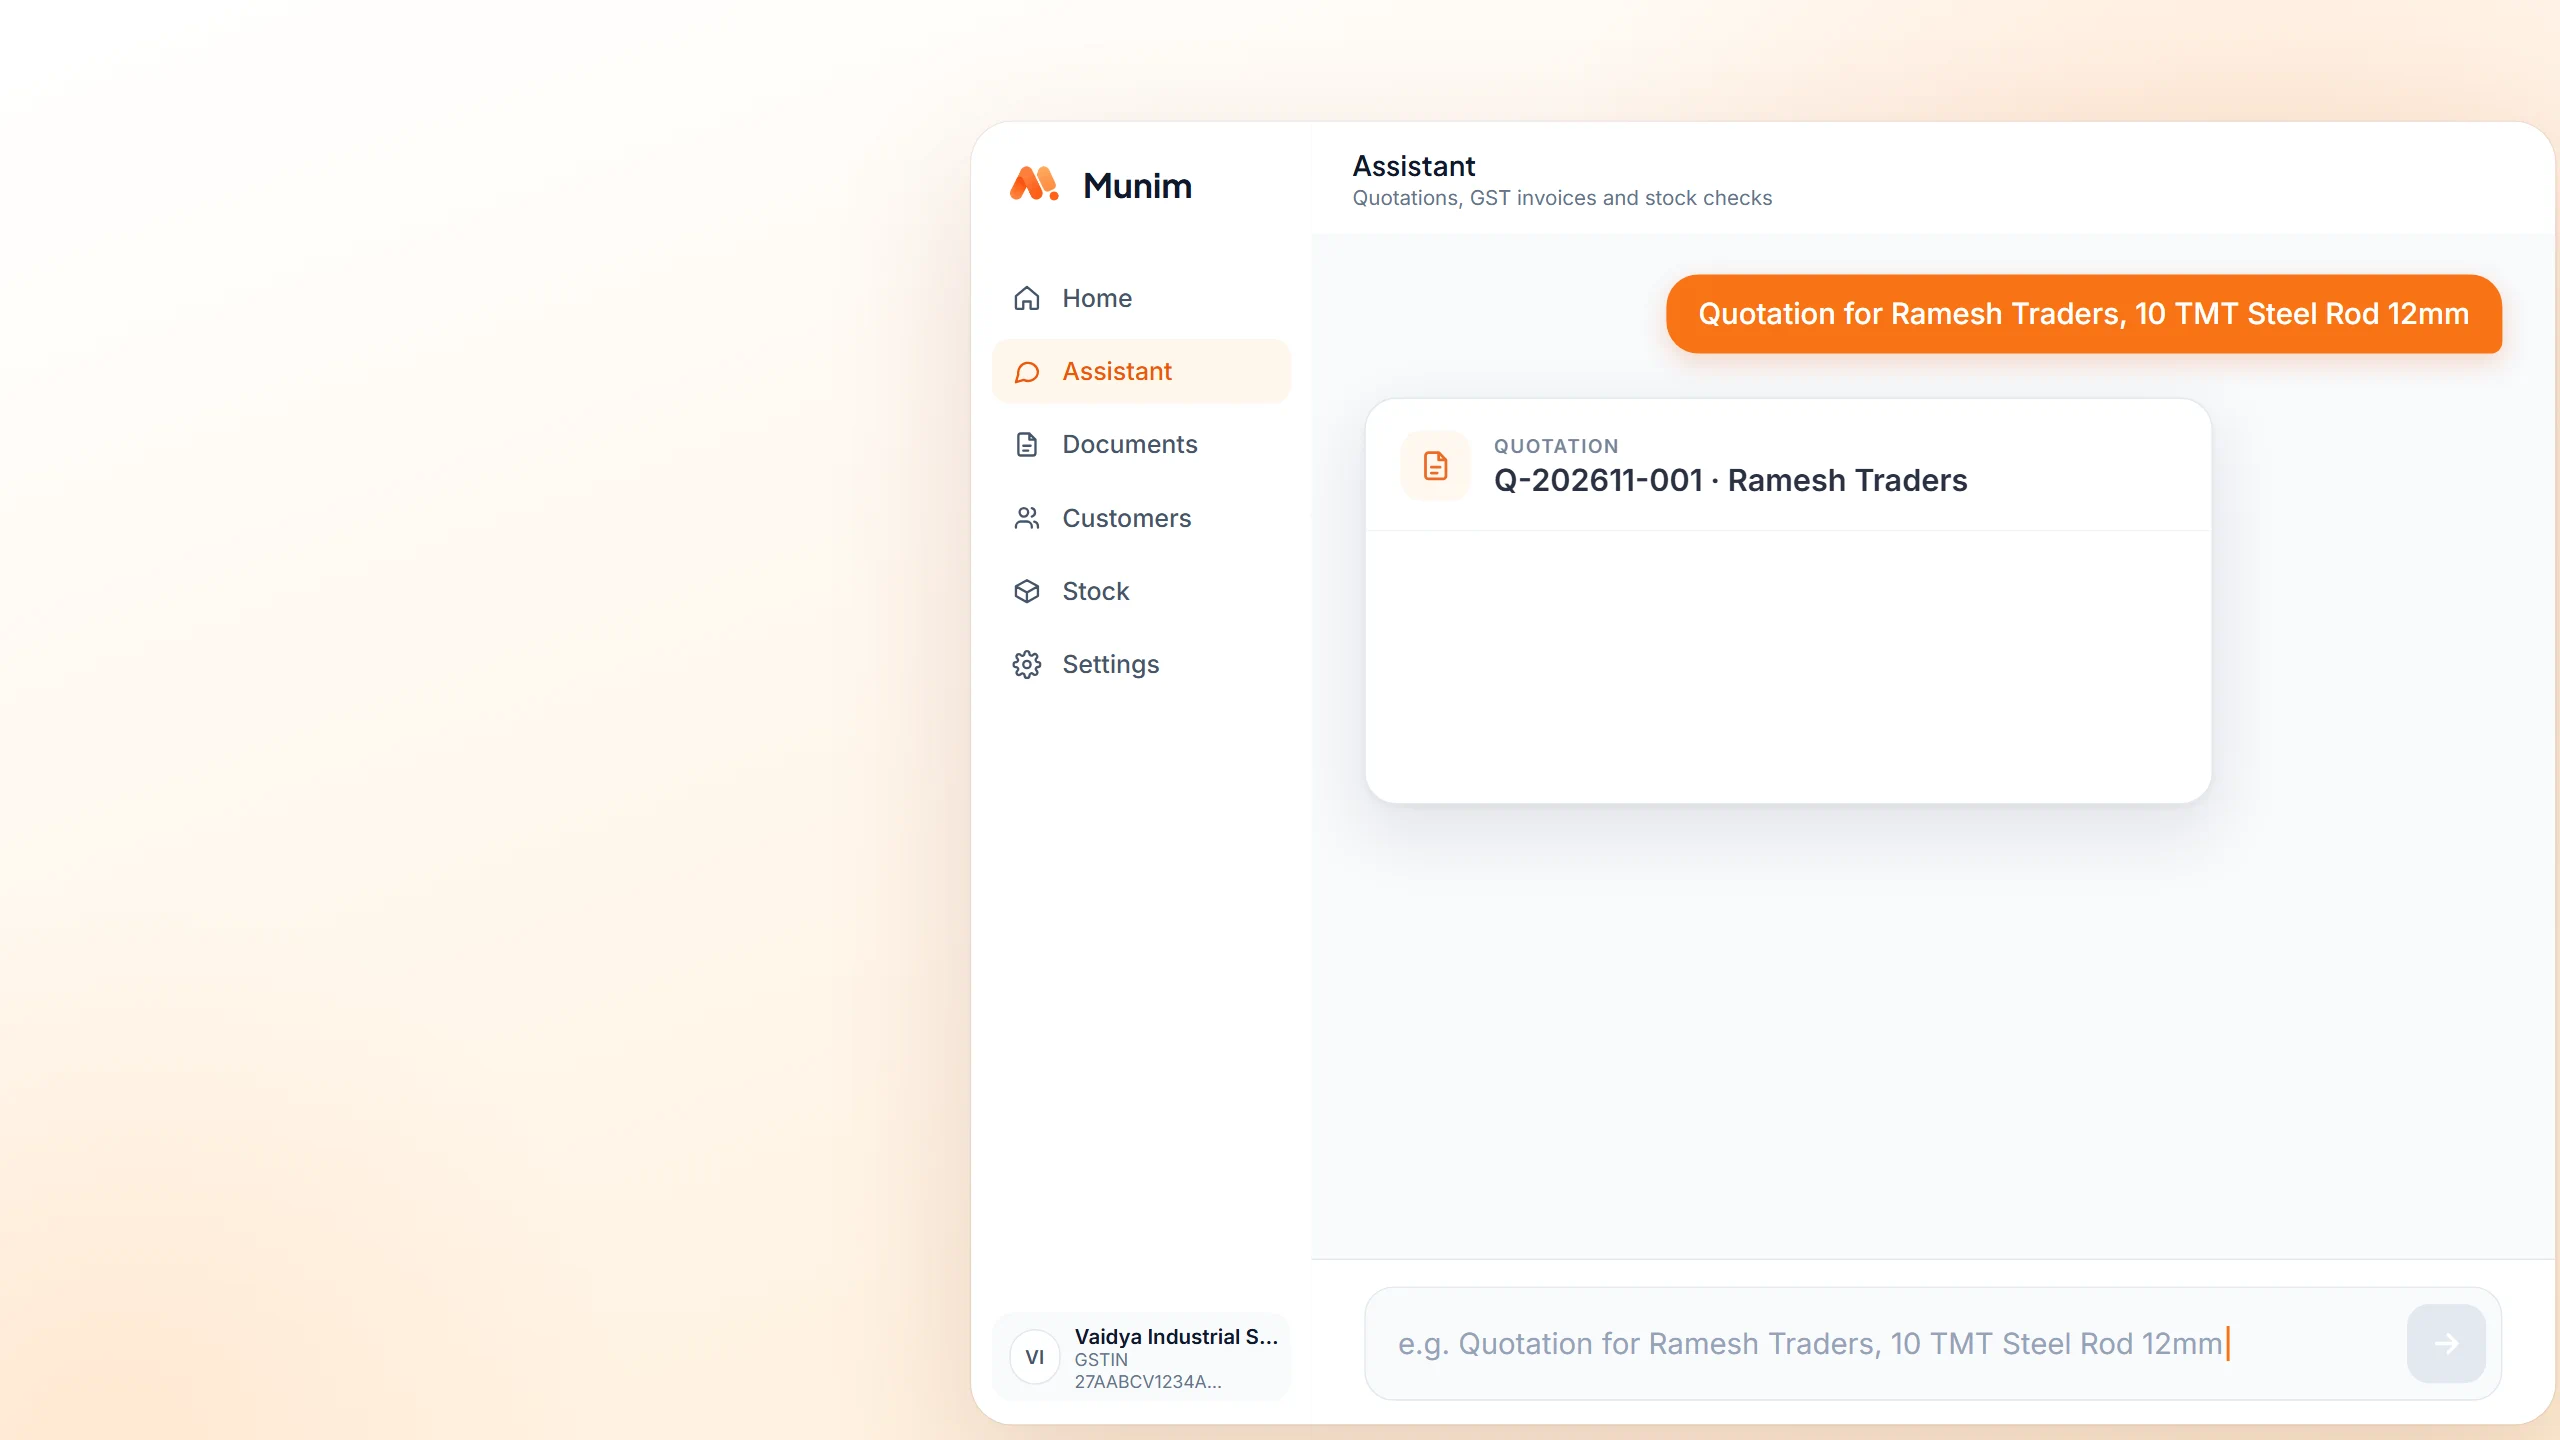 Munim
Home
Assistant
Documents
Customers
Stock
Settings
Vaidya Industrial S...
VI
GSTIN
27AABCV1234A...
Assistant
Quotations, GST invoices and stock checks
Quotation for Ramesh Traders, 10 TMT Steel Rod 12mm
QUOTATION
Q-202611-001 · Ramesh Traders
e.g. Quotation for Ramesh Traders, 10 TMT Steel Rod 12mm